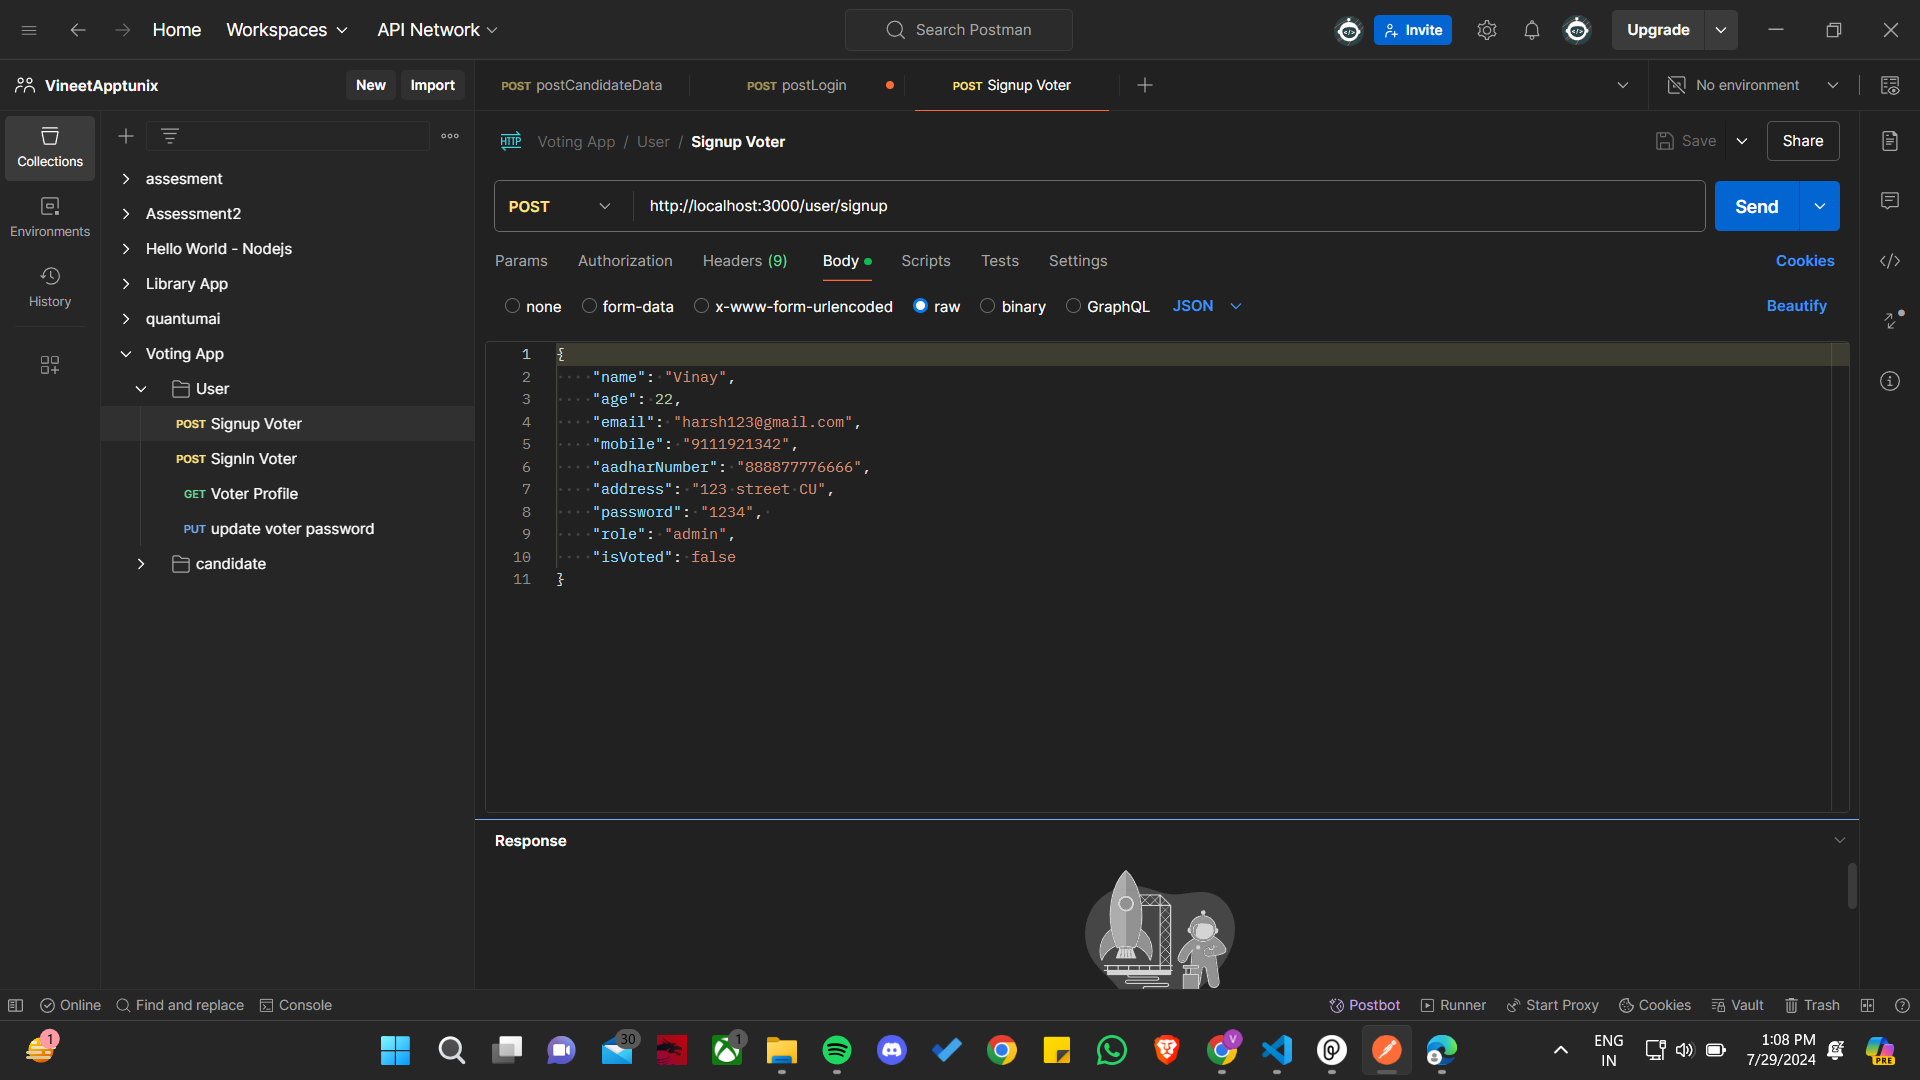 Home Workspaces API Network Search Postman Invite Upgrade
VineetApptunix New Import POST postCandidateData POST postLogin POST Signup Voter No environment
Collections
Environments
History
assesment
Assessment2
Hello World - Nodejs
Library App
quantumai
Voting App
User
POST Signup Voter
POST SignIn Voter
GET Voter Profile
PUT update voter password
candidate
HTTP Voting App / User / Signup Voter Save Share
POST http://localhost:3000/user/signup Send
Params Authorization Headers (9) Body Scripts Tests Settings Cookies
none form-data x-www-form-urlencoded raw binary GraphQL JSON Beautify
1 {
2 "name": "Vinay",
3 "age": 22,
4 "email": "harsh123@gmail.com",
5 "mobile": "9111921342",
6 "aadharNumber": "888877776666",
7 "address": "123 street CU",
8 "password": "1234",
9 "role": "admin",
10 "isVoted": false
11 }
Response
Online Find and replace Console Postbot Runner Start Proxy Cookies Vault Trash
1 30 1 V ENG 1:08 PM
IN 7/29/2024 PRE